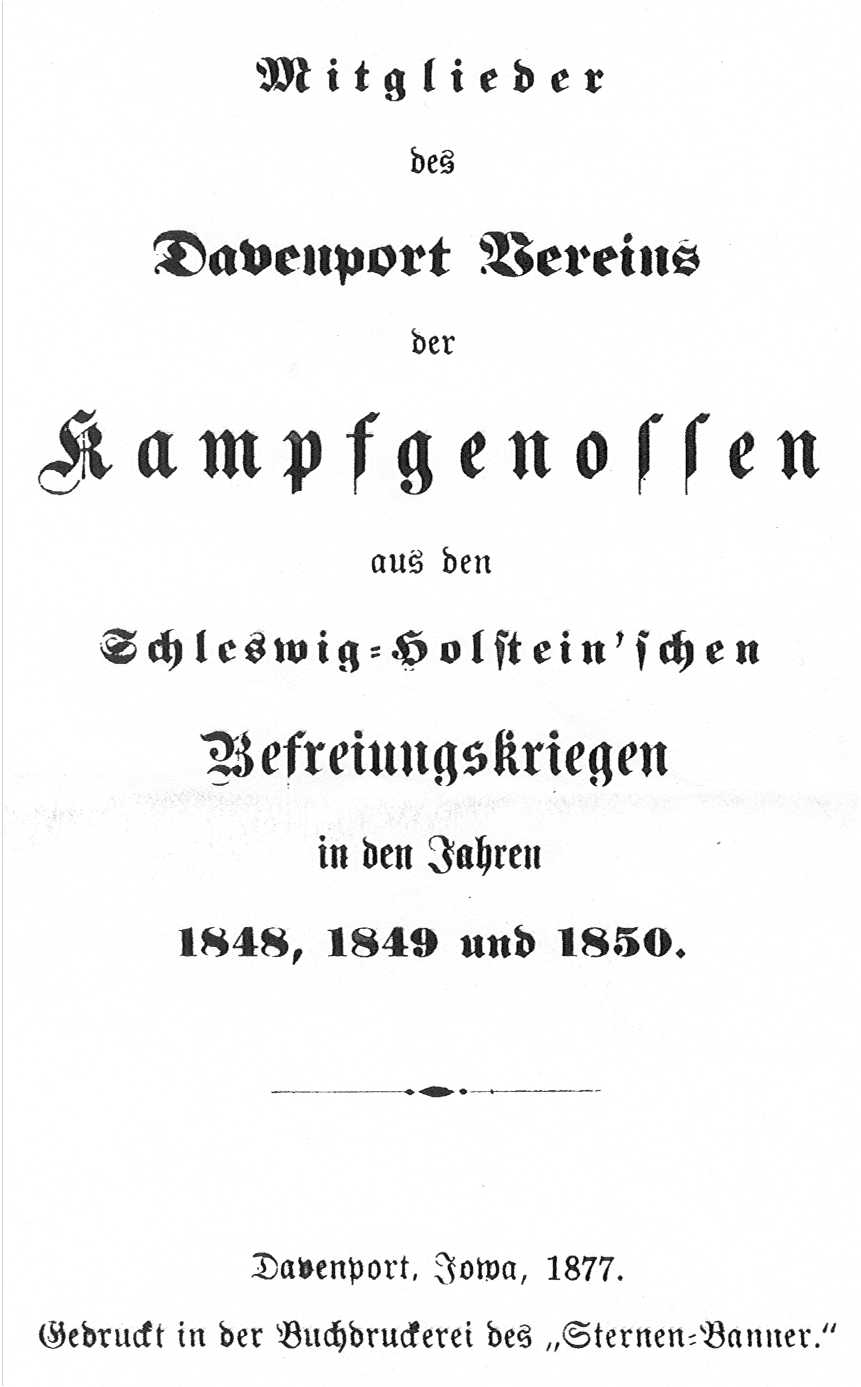 Mitglieder
des
Davenport Vereins
der
Kampfgenossen
aus den
Schleswig-Holstein'schen
Befreiungskriegen
in den Jahren
1848, 1849 und 1850.
Davenport, Iowa, 1877.
Gedruckt in der Buchdruckerei des „Sternen-Banner.“